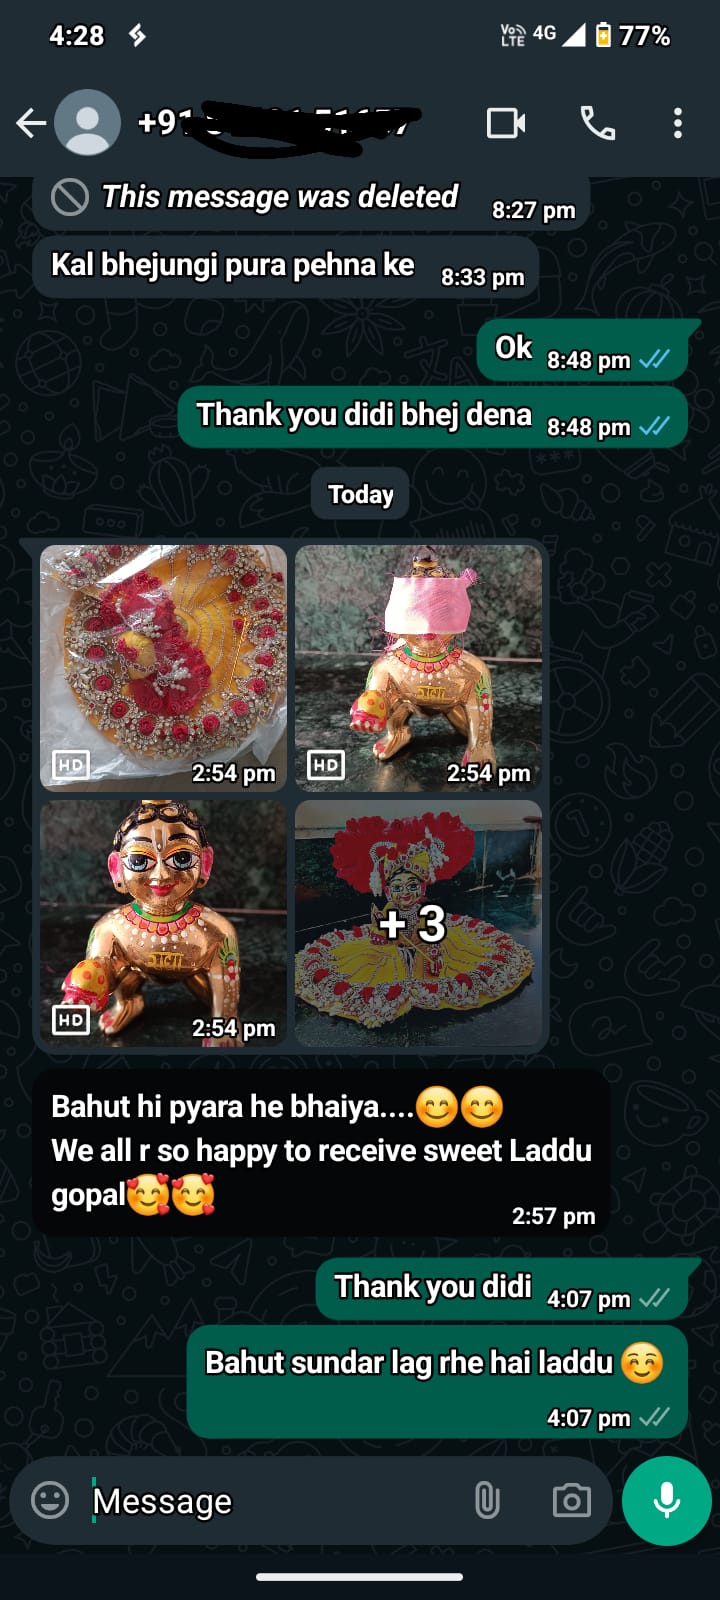 4:28
Vo)) LTE 4G 77%
+91
This message was deleted 8:27 pm
Kal bhejungi pura pehna ke 8:33 pm
Ok 8:48 pm
Thank you didi bhej dena 8:48 pm
Today
HD 2:54 pm
HD 2:54 pm
HD 2:54 pm
+ 3
Bahut hi pyara he bhaiya....😊😊
We all r so happy to receive sweet Laddu
gopal🥰🥰
2:57 pm
Thank you didi 4:07 pm
Bahut sundar lag rhe hai laddu ☺️
4:07 pm
Message